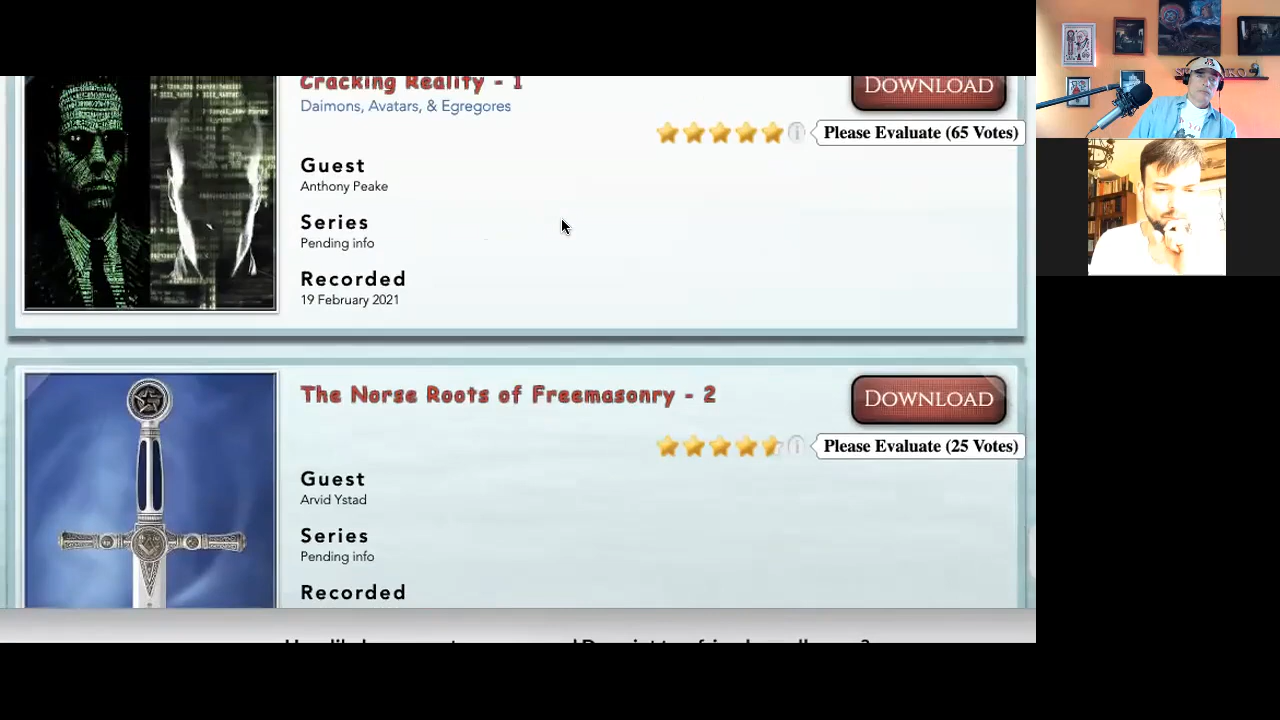 Cracking Reality - 1
DOWNLOAD
Daimons, Avatars, & Egregores
Please Evaluate (65 Votes)
Guest
Anthony Peake
Series
Pending info
Recorded
19 February 2021
The Norse Roots of Freemasonry - 2
DOWNLOAD
Please Evaluate (25 Votes)
Guest
Arvid Ystad
Series
Pending info
Recorded